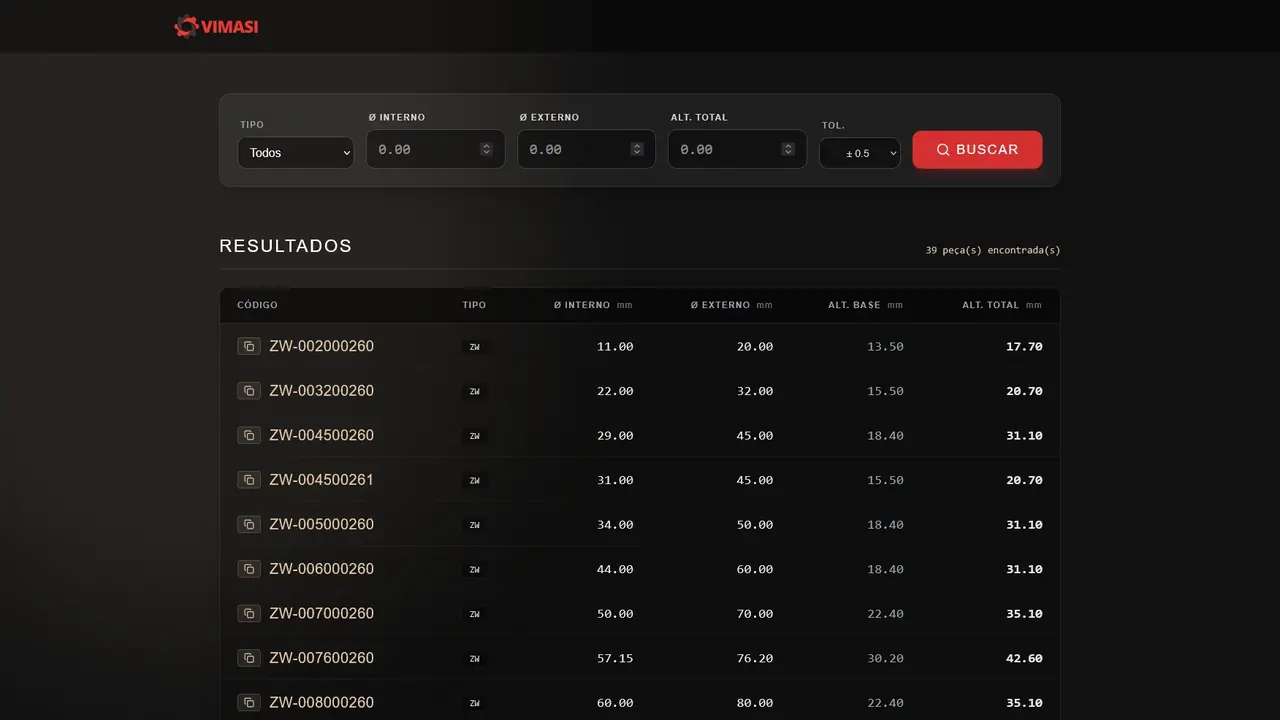 VIMASI
TIPO Ø INTERNO Ø EXTERNO ALT. TOTAL TOL.
Todos 0.00 0.00 0.00 ± 0.5 BUSCAR
RESULTADOS
39 peça(s) encontrada(s)
CÓDIGO TIPO Ø INTERNO mm Ø EXTERNO mm ALT. BASE mm ALT. TOTAL mm
ZW-002000260 ZW 11.00 20.00 13.50 17.70
ZW-003200260 ZW 22.00 32.00 15.50 20.70
ZW-004500260 ZW 29.00 45.00 18.40 31.10
ZW-004500261 ZW 31.00 45.00 15.50 20.70
ZW-005000260 ZW 34.00 50.00 18.40 31.10
ZW-006000260 ZW 44.00 60.00 18.40 31.10
ZW-007000260 ZW 50.00 70.00 22.40 35.10
ZW-007600260 ZW 57.15 76.20 30.20 42.60
ZW-008000260 ZW 60.00 80.00 22.40 35.10